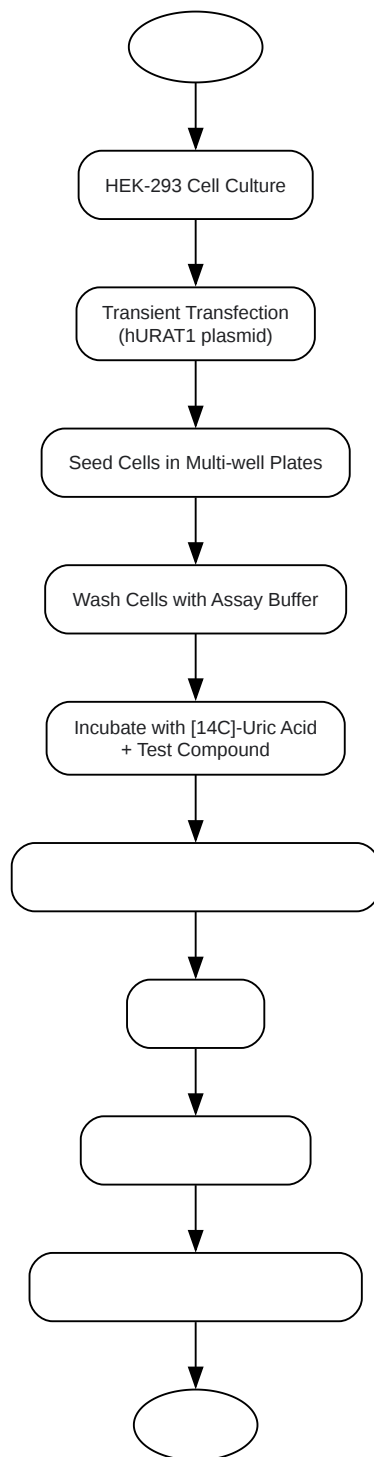 HEK-293 Cell Culture
Transient Transfection
(hURAT1 plasmid)
Seed Cells in Multi-well Plates
Wash Cells with Assay Buffer
Incubate with [14C]-Uric Acid
+ Test Compound